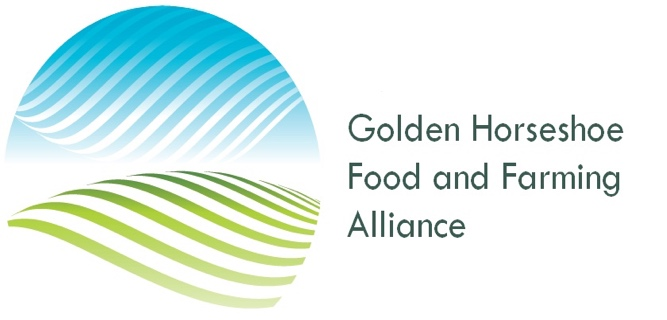 Golden Horseshoe
Food and Farming
Alliance